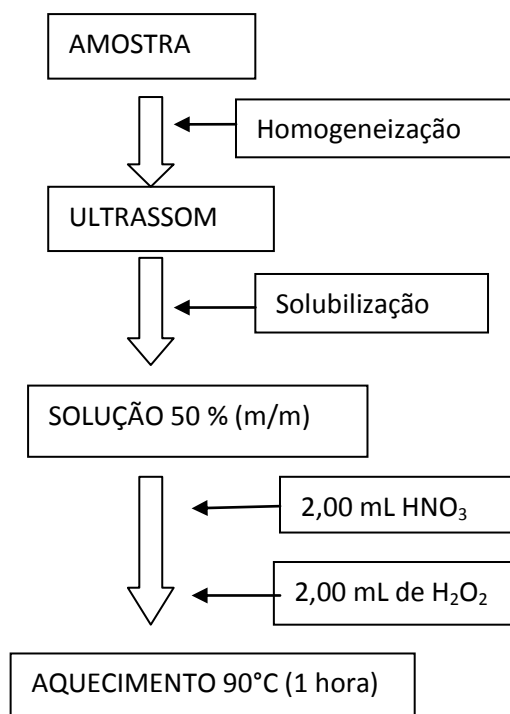 AMOSTRA
Homogeneização
ULTRASSOM
Solubilização
SOLUÇÃO 50 % (m/m)
2,00 mL HNO₃
2,00 mL de H₂O₂
AQUECIMENTO 90°C (1 hora)